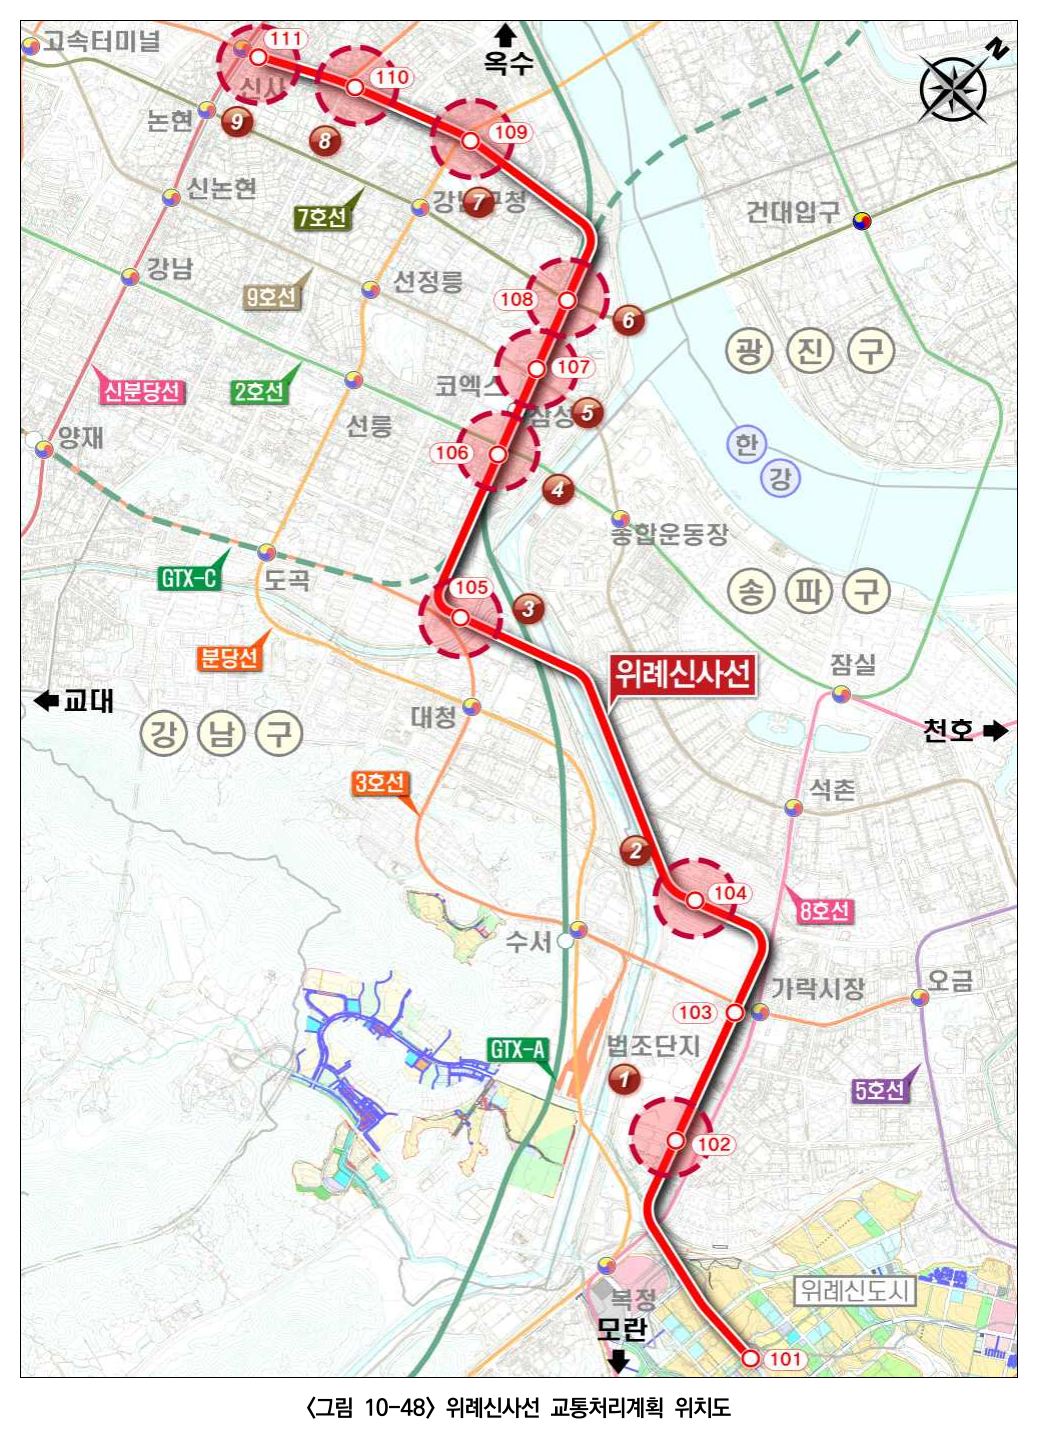 고속터미널
111
옥수
N
신사
110
논현
9
8
109
신논현
7호선
강남구청
7
건대입구
강남
선정릉
9호선
108
6
광진구
신분당선
2호선
코엑스
107
삼성
5
선릉
양재
106
한강
4
종합운동장
GTX-C
도곡
105
3
송파구
분당선
위례신사선
잠실
교대
강남구
대청
천호
3호선
석촌
2
104
8호선
수서
가락시장
오금
103
GTX-A
법조단지
1
5호선
102
복정
위례신도시
모란
101
<그림 10-48> 위례신사선 교통처리계획 위치도